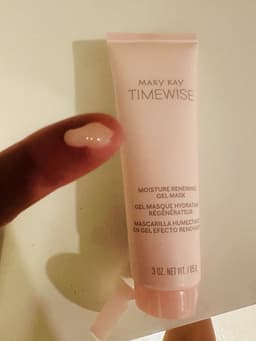 MARY KAY
TIMEWISE
MOISTURE RENEWING
GEL MASK
GEL MASQUE HYDRATANT
RÉGÉNÉRATEUR
MASCARILLA HUMECTANTE
EN GEL EFECTO RENOVADOR
3 OZ. NET WT. / 85 g